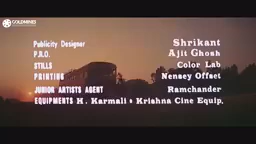 GOLDMINES
Publicity Designer Shrikant
P.R.O. Ajit Ghosh
STILLS Color Lab
PRINTING Nensey Offset
JUNIOR ARTISTS AGENT Ramchander
EQUIPMENTS H. Karmali & Krishna Cine Equip.